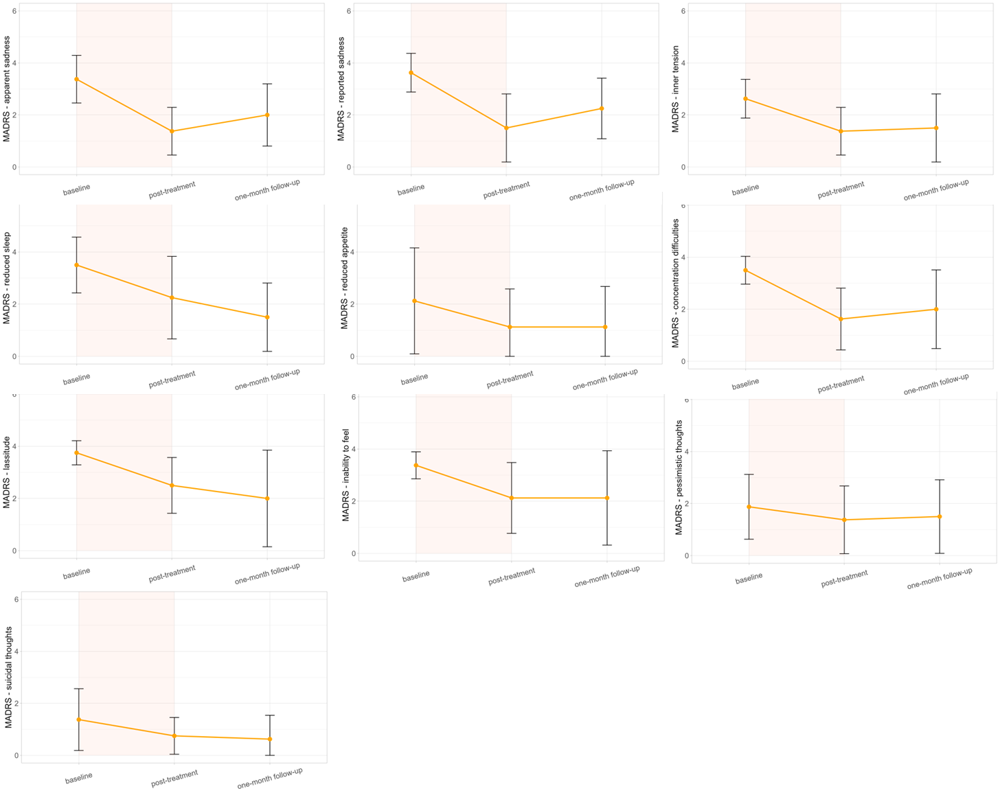 MADRS - apparent sadness
6
4
2
0
baseline
post-treatment
one-month follow-up
MADRS - reported sadness
6
4
2
0
baseline
post-treatment
one-month follow-up
MADRS - inner tension
6
4
2
0
baseline
post-treatment
one-month follow-up
MADRS - reduced sleep
4
2
0
baseline
post-treatment
one-month follow-up
MADRS - reduced appetite
4
2
0
baseline
post-treatment
one-month follow-up
MADRS - concentration difficulties
6
4
2
0
baseline
post-treatment
one-month follow-up
MADRS - lassitude
6
4
2
0
baseline
post-treatment
one-month follow-up
MADRS - inability to feel
6
4
2
0
baseline
post-treatment
one-month follow-up
MADRS - pessimistic thoughts
6
4
2
0
baseline
post-treatment
one-month follow-up
MADRS - suicidal thoughts
6
4
2
0
baseline
post-treatment
one-month follow-up